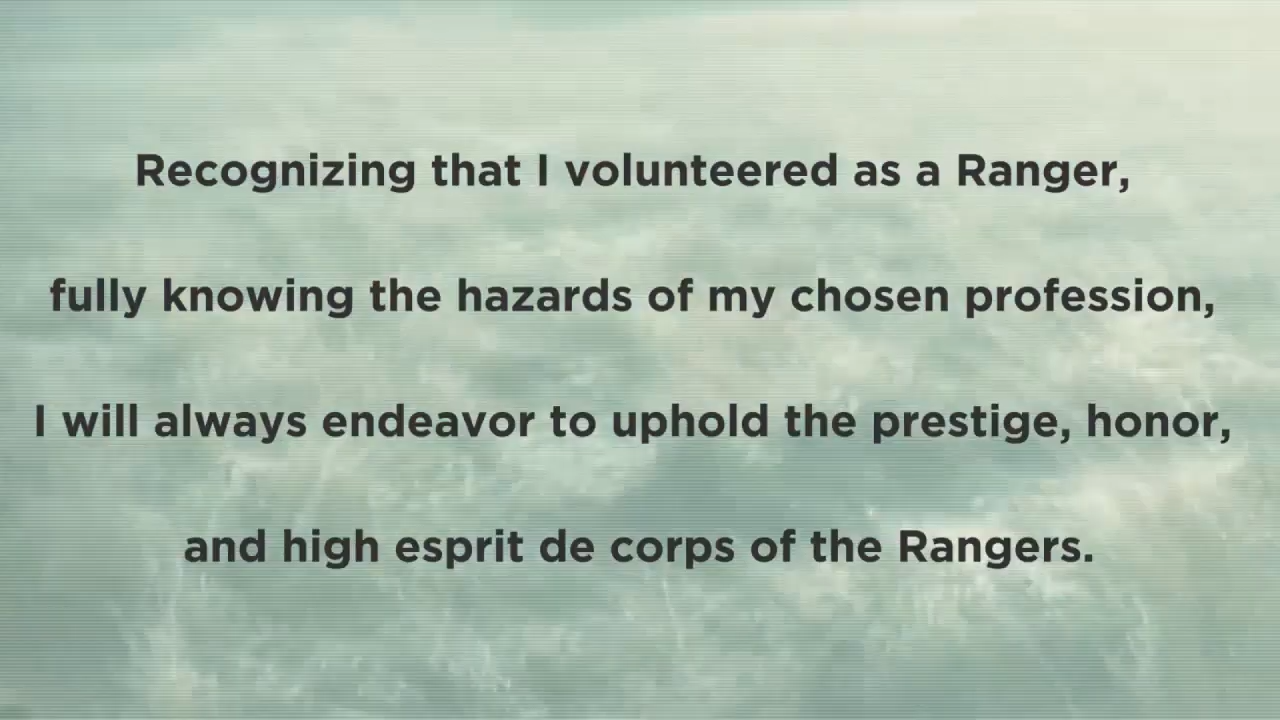 Recognizing that I volunteered as a Ranger,
fully knowing the hazards of my chosen profession,
I will always endeavor to uphold the prestige, honor,
and high esprit de corps of the Rangers.